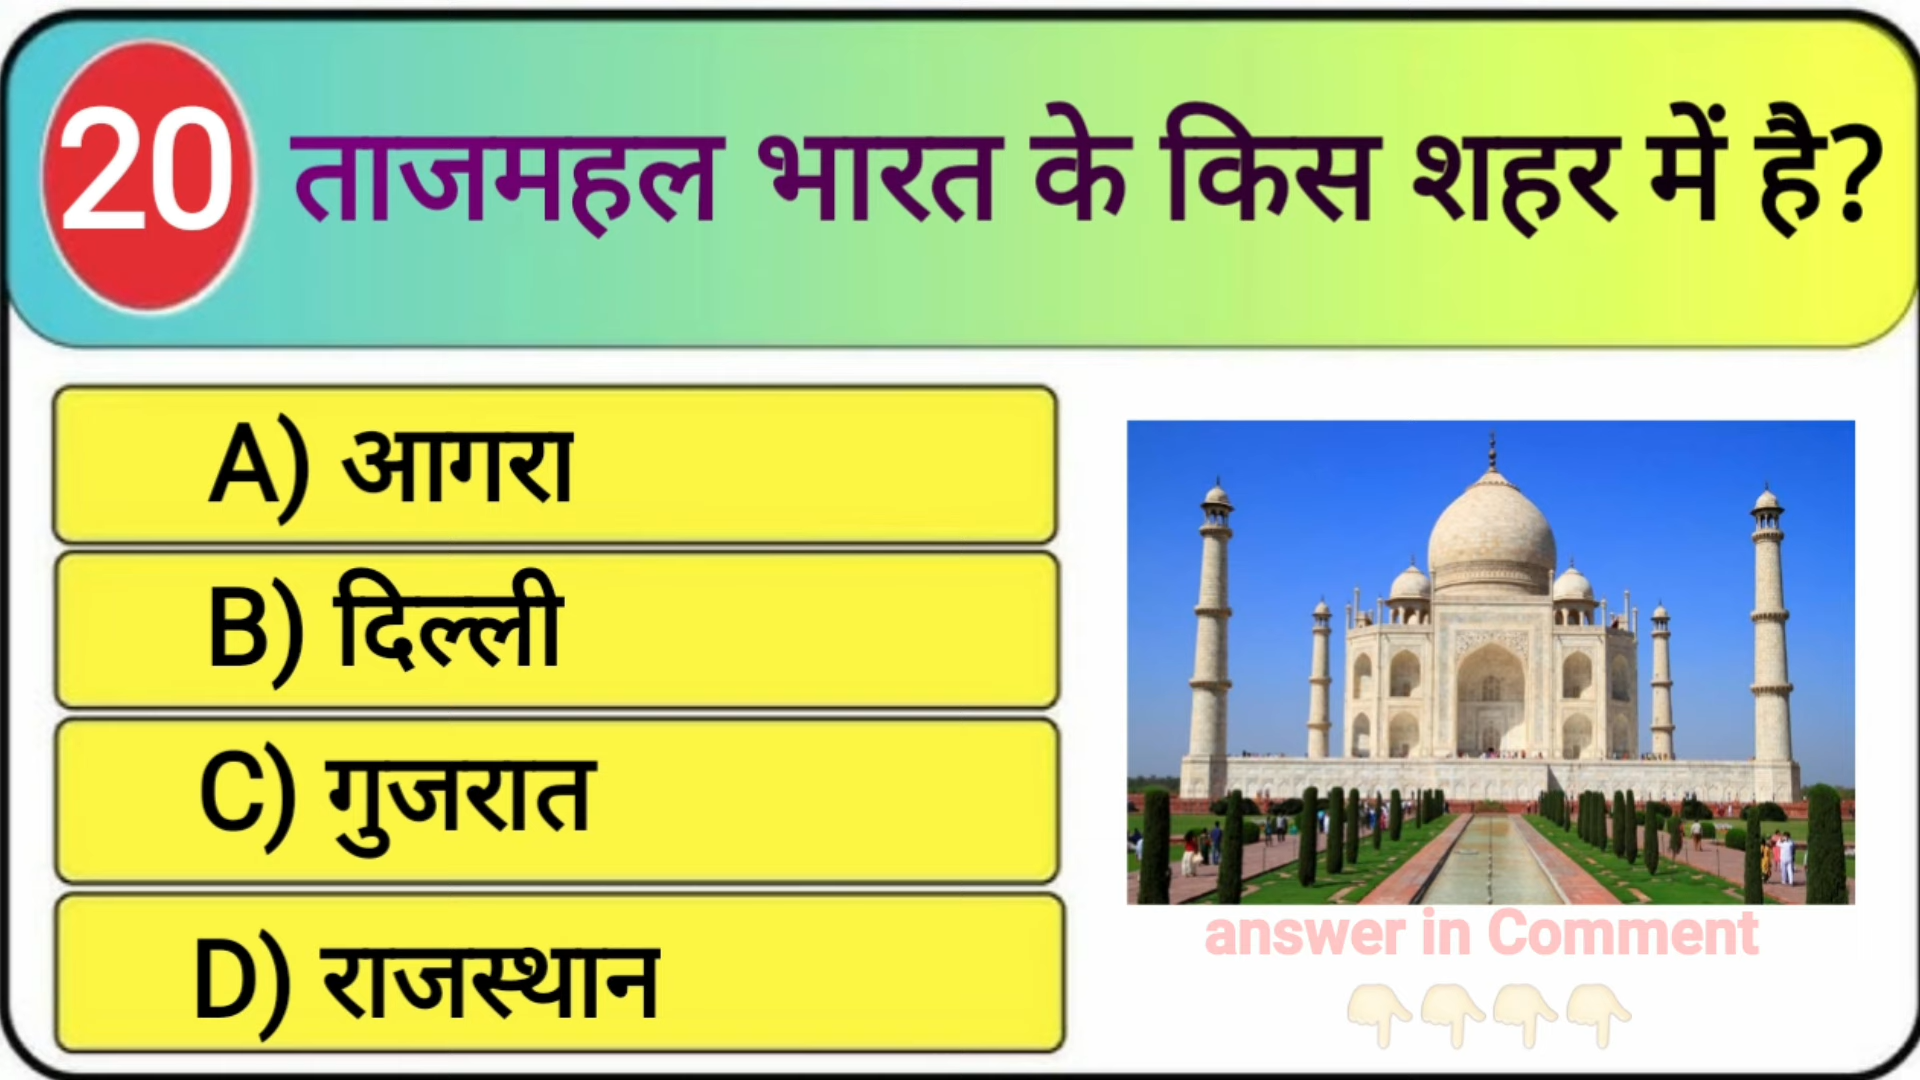 20 ताजमहल भारत के किस शहर में है?
A) आगरा
B) दिल्ली
C) गुजरात
D) राजस्थान
answer in Comment